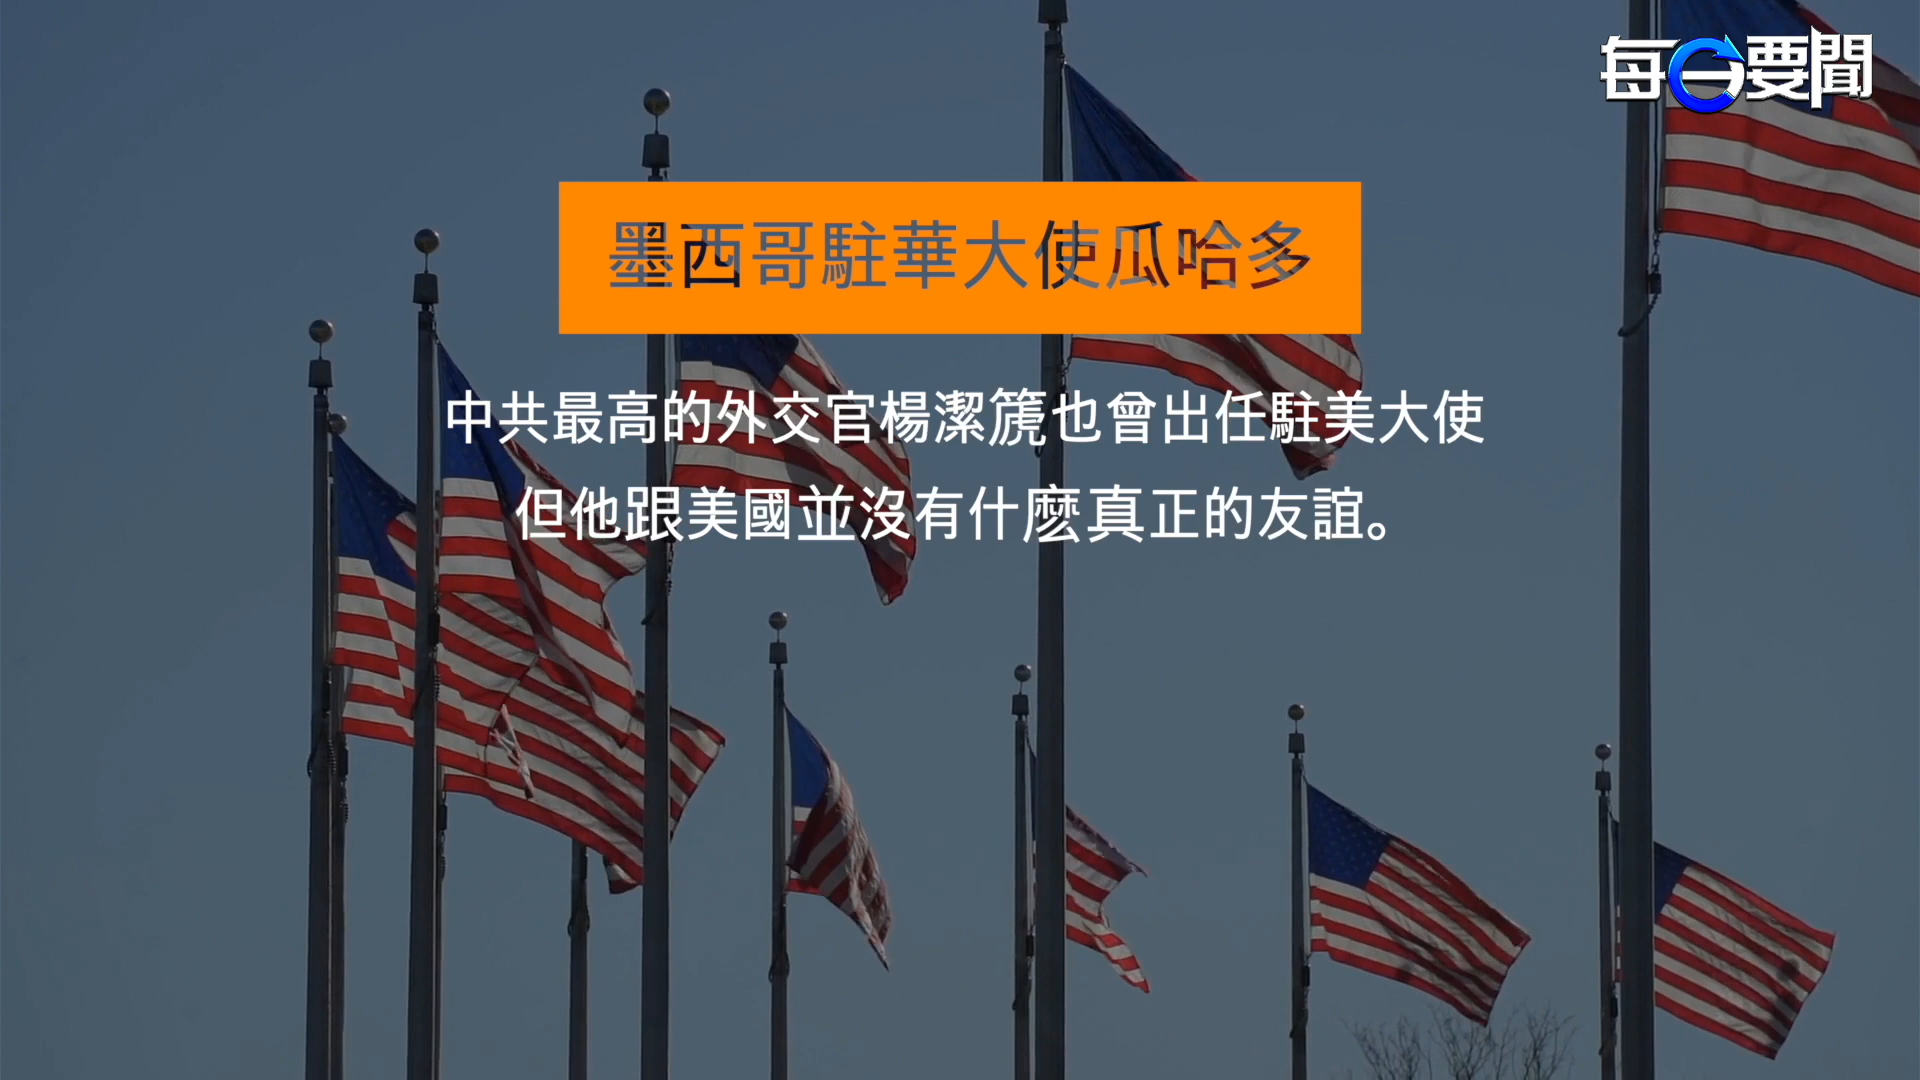 每日要聞
墨西哥駐華大使瓜哈多
中共最高的外交官楊潔篪也曾出任駐美大使
但他跟美國並沒有什麽真正的友誼。